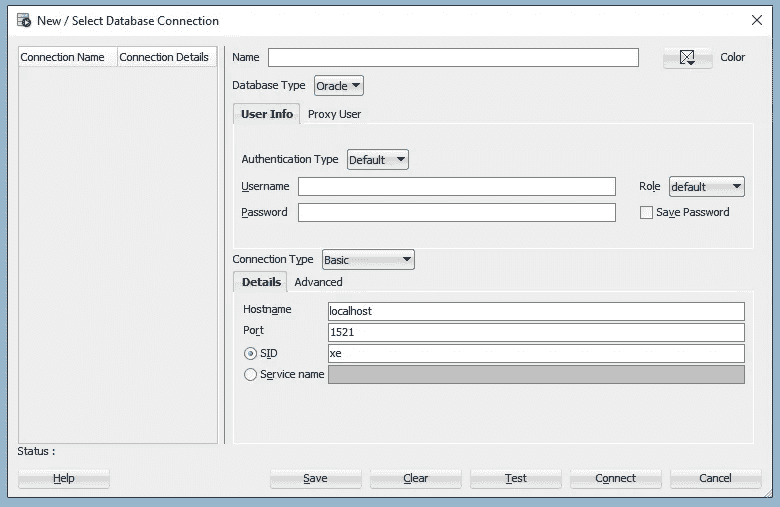 New / Select Database Connection
Connection Name Connection Details
Name
Color
Database Type Oracle
User Info Proxy User
Authentication Type Default
Username
Role default
Password
Save Password
Connection Type Basic
Details Advanced
Hostname localhost
Port 1521
SID xe
Service name
Status :
Help Save Clear Test Connect Cancel